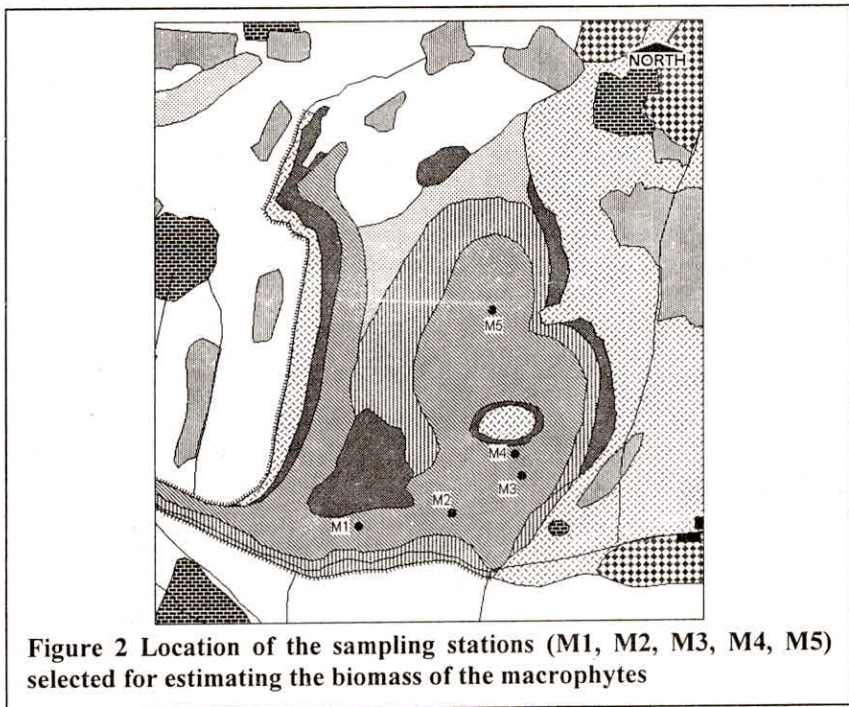 NORTH
M5
M4
M3
M2
M1
Figure 2 Location of the sampling stations (M1, M2, M3, M4, M5)
selected for estimating the biomass of the macrophytes